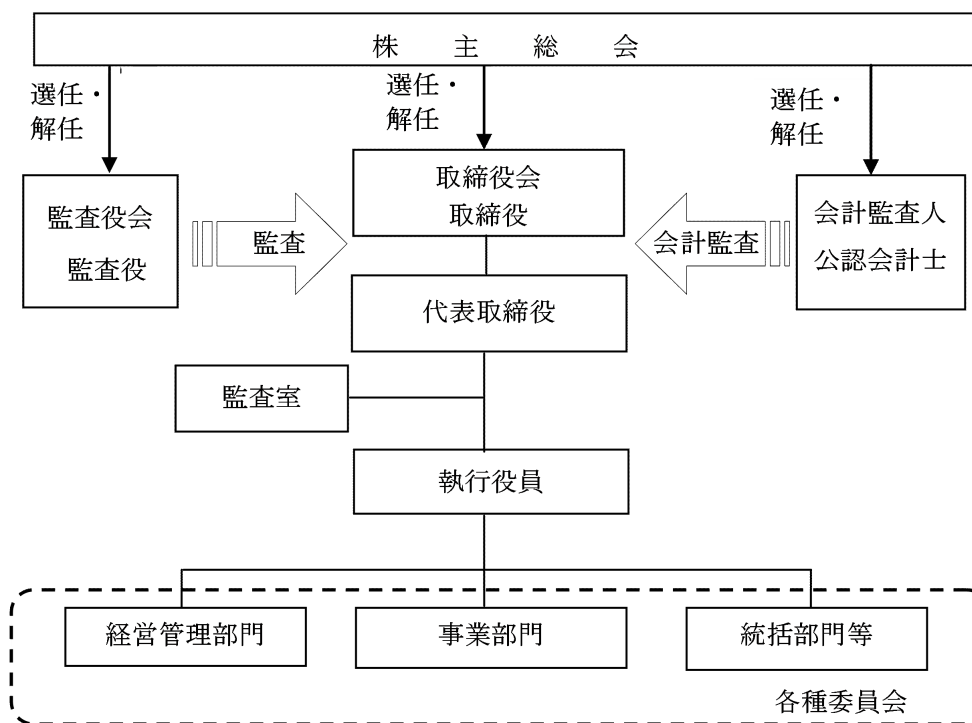 株主総会
選任・
解任
選任・
解任
選任・
解任
監査役会
監査役
監査
取締役会
取締役
会計監査
会計監査人
公認会計士
代表取締役
監査室
執行役員
経営管理部門
事業部門
統括部門等
各種委員会